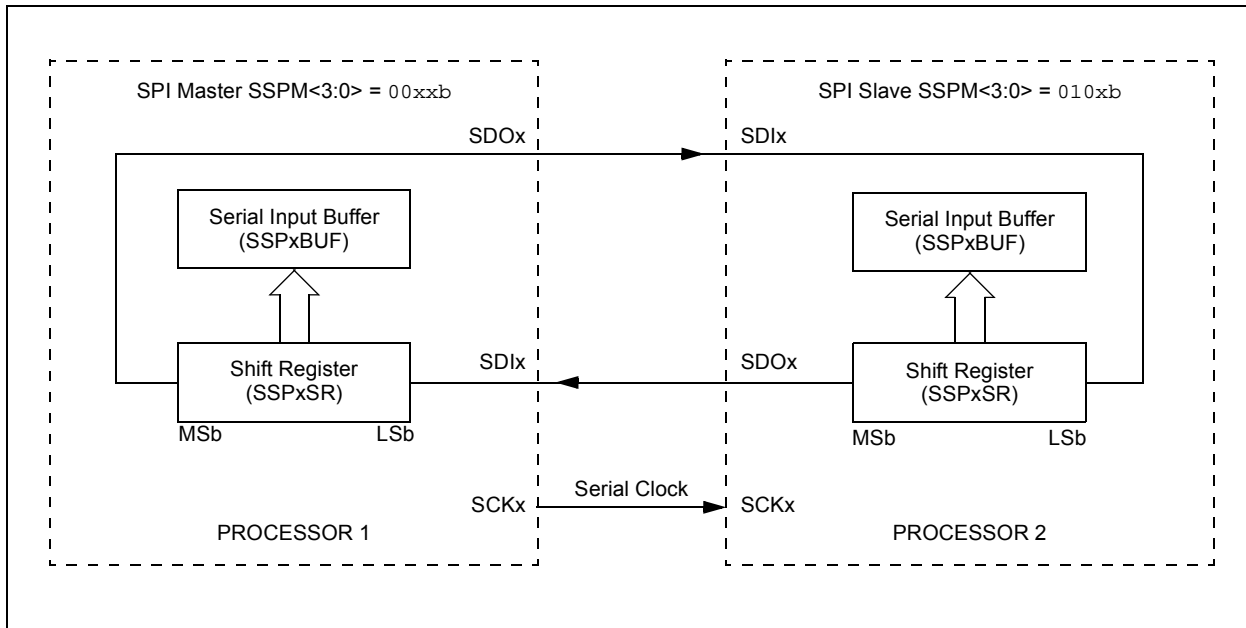 SPI Master SSPM<3:0> = 00xxb
SDOx
Serial Input Buffer
(SSPxBUF)
Shift Register
(SSPxSR)
MSb
LSb
SDIx
SCKx
PROCESSOR 1
Serial Clock
SPI Slave SSPM<3:0> = 010xb
SDIx
Serial Input Buffer
(SSPxBUF)
SDOx
Shift Register
(SSPxSR)
MSb
LSb
SCKx
PROCESSOR 2